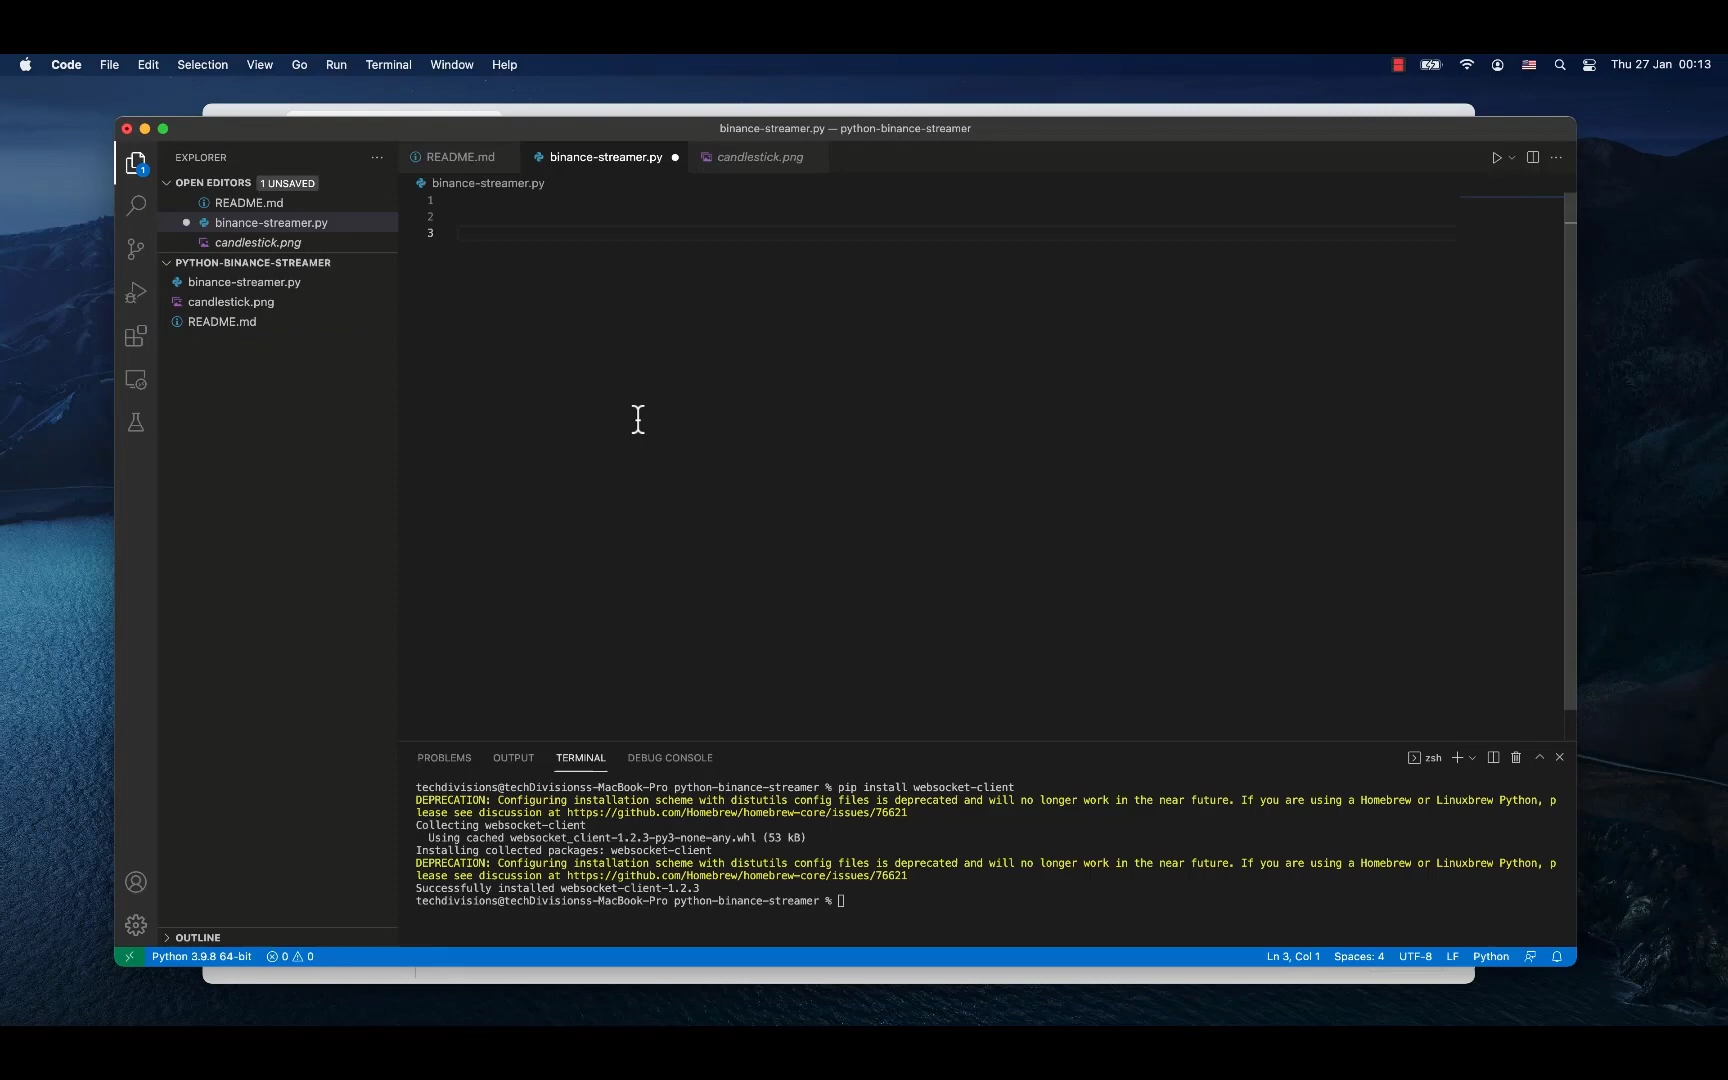 Code File Edit Selection View Go Run Terminal Window Help Thu 27 Jan 00:13
binance-streamer.py — python-binance-streamer
EXPLORER
README.md binance-streamer.py candlestick.png
OPEN EDITORS 1 UNSAVED
binance-streamer.py
README.md
binance-streamer.py
candlestick.png
PYTHON-BINANCE-STREAMER
binance-streamer.py
candlestick.png
README.md
1
1
2
3
PROBLEMS OUTPUT TERMINAL DEBUG CONSOLE zsh
techdivisions@techDivisionss-MacBook-Pro python-binance-streamer % pip install websocket-client
DEPRECATION: Configuring installation scheme with distutils config files is deprecated and will no longer work in the near future. If you are using a Homebrew or Linuxbrew Python, p
lease see discussion at https://github.com/Homebrew/homebrew-core/issues/76621
Collecting websocket-client
Using cached websocket_client-1.2.3-py3-none-any.whl (53 kB)
Installing collected packages: websocket-client
DEPRECATION: Configuring installation scheme with distutils config files is deprecated and will no longer work in the near future. If you are using a Homebrew or Linuxbrew Python, p
lease see discussion at https://github.com/Homebrew/homebrew-core/issues/76621
Successfully installed websocket-client-1.2.3
techdivisions@techDivisionss-MacBook-Pro python-binance-streamer %
OUTLINE
Python 3.9.8 64-bit 0 0 Ln 3, Col 1 Spaces: 4 UTF-8 LF Python